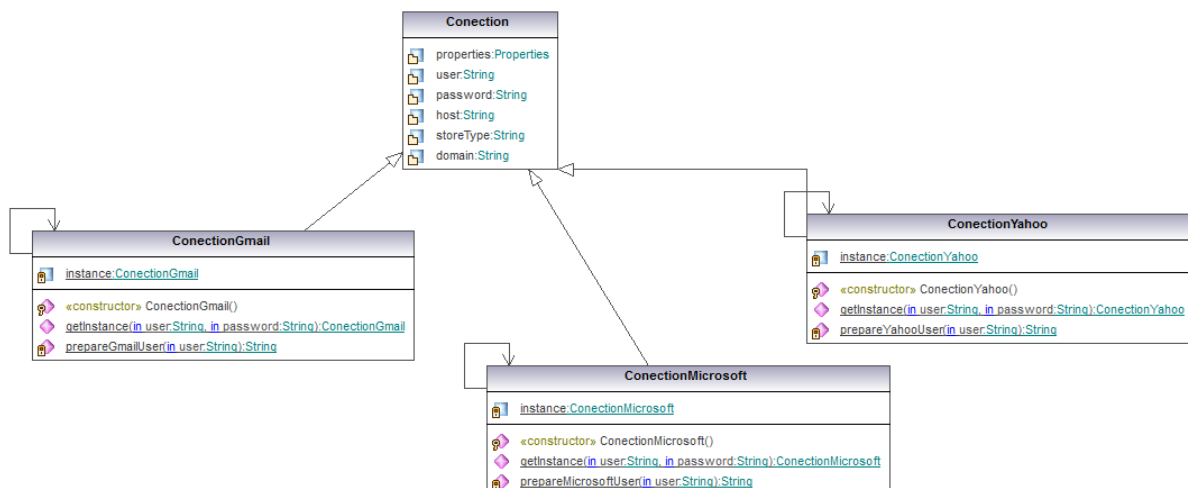 Conection
properties:Properties
user:String
password:String
host:String
storeType:String
domain:String
ConectionGmail
instance:ConectionGmail
«constructor» ConectionGmail()
getInstance(in user:String, in password:String):ConectionGmail
prepareGmailUser(in user:String):String
ConectionYahoo
instance:ConectionYahoo
«constructor» ConectionYahoo()
getInstance(in user:String, in password:String):ConectionYahoo
prepareYahooUser(in user:String):String
ConectionMicrosoft
instance:ConectionMicrosoft
«constructor» ConectionMicrosoft()
getInstance(in user:String, in password:String):ConectionMicrosoft
prepareMicrosoftUser(in user:String):String